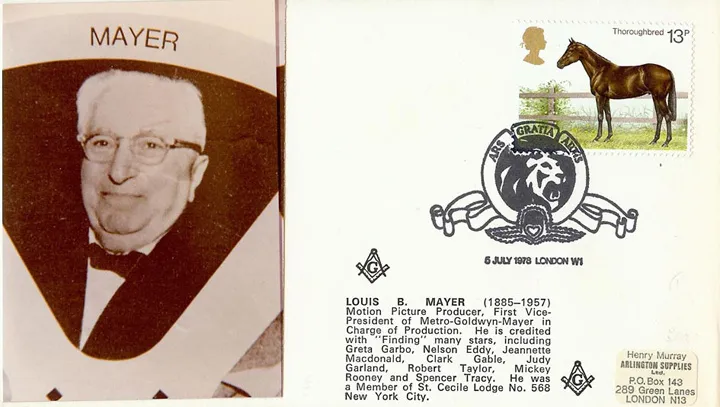 MAYER
Thoroughbred 13P
ARS GRATIA ARTIS
5 JULY 1978 LONDON W1
G
LOUIS B. MAYER (1885–1957)
Motion Picture Producer, First Vice-
President of Metro-Goldwyn-Mayer in
Charge of Production. He is credited
with "Finding" many stars, including
Greta Garbo, Nelson Eddy, Jeannette
Macdonald, Clark Gable, Judy
Garland, Robert Taylor, Mickey
Rooney and Spencer Tracy. He was
a Member of St. Cecile Lodge No. 568
New York City.
G
Henry Murray
ARLINGTON SUPPLIES
Ltd.
P.O. Box 143
289 Green Lanes
LONDON N13